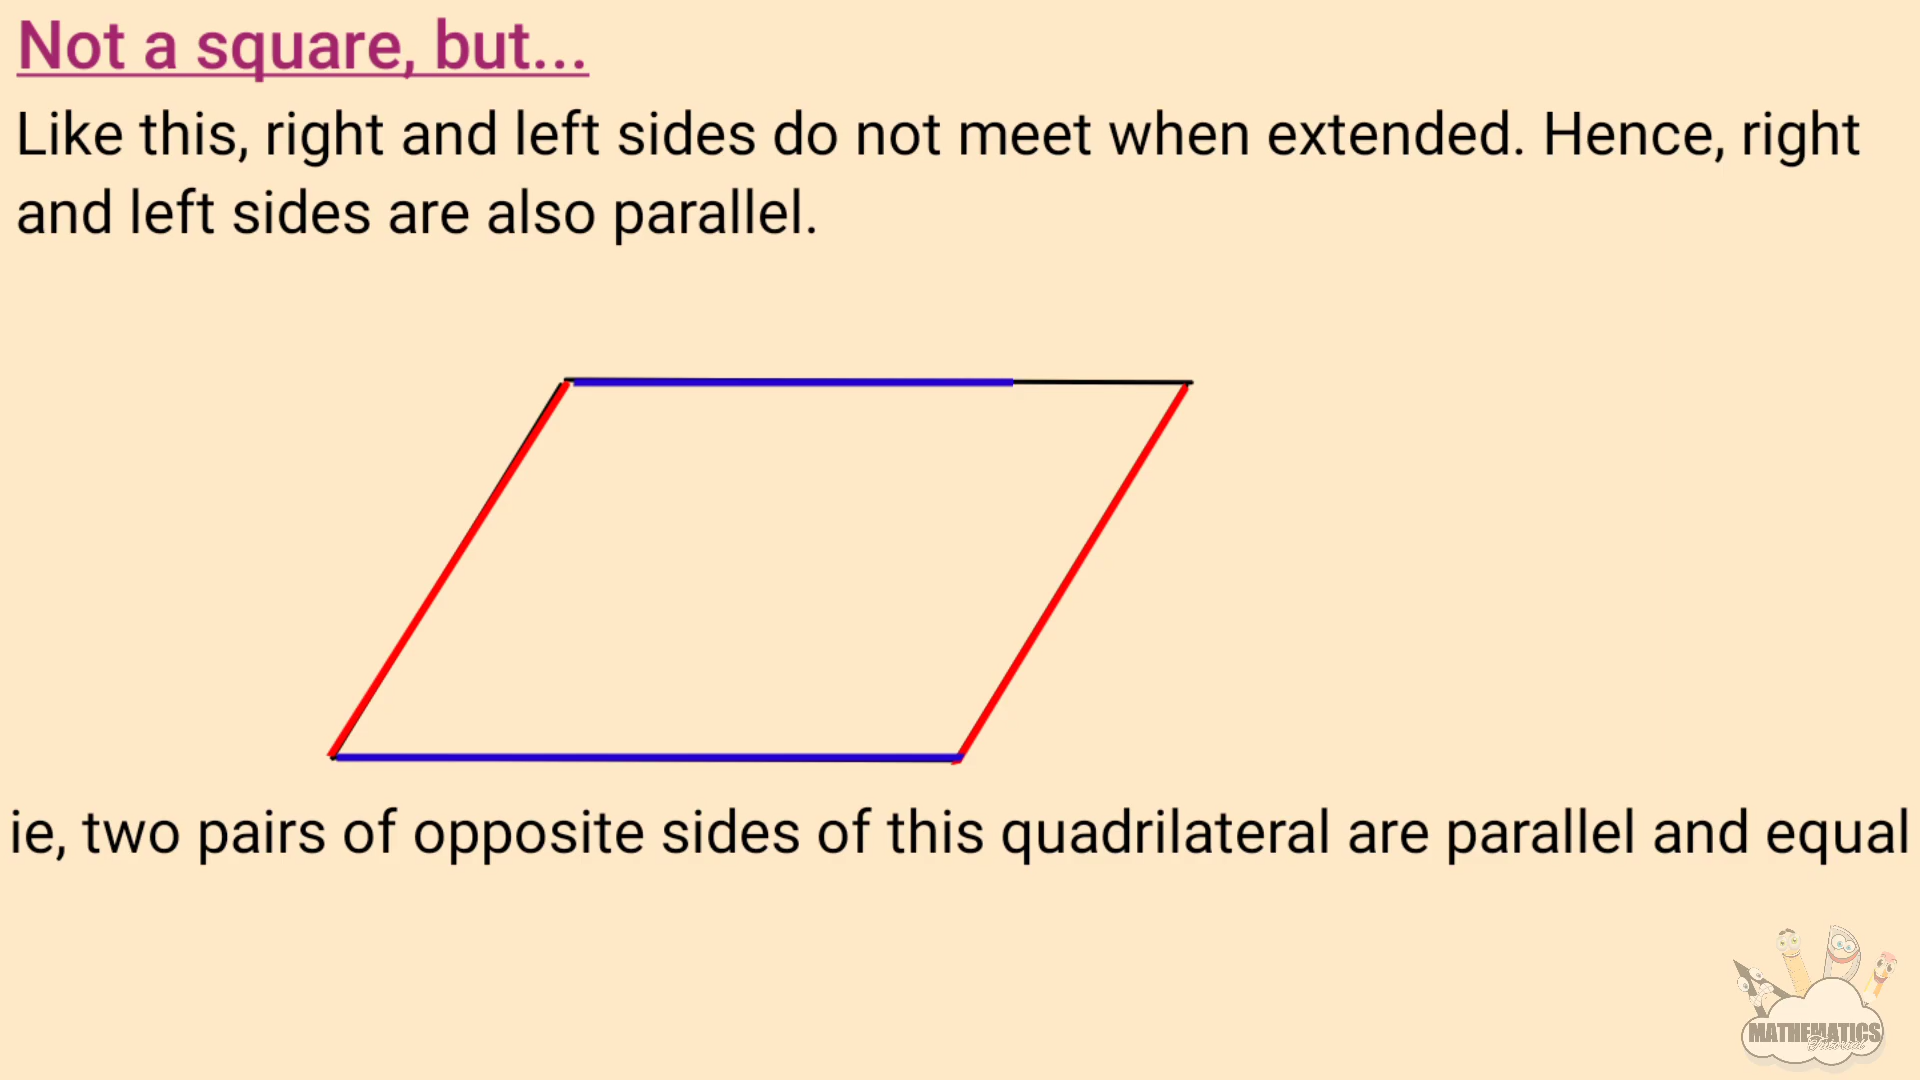 Not a square, but...
Like this, right and left sides do not meet when extended. Hence, right
and left sides are also parallel.
ie, two pairs of opposite sides of this quadrilateral are parallel and equal
MATHEMATICS
Tutorial